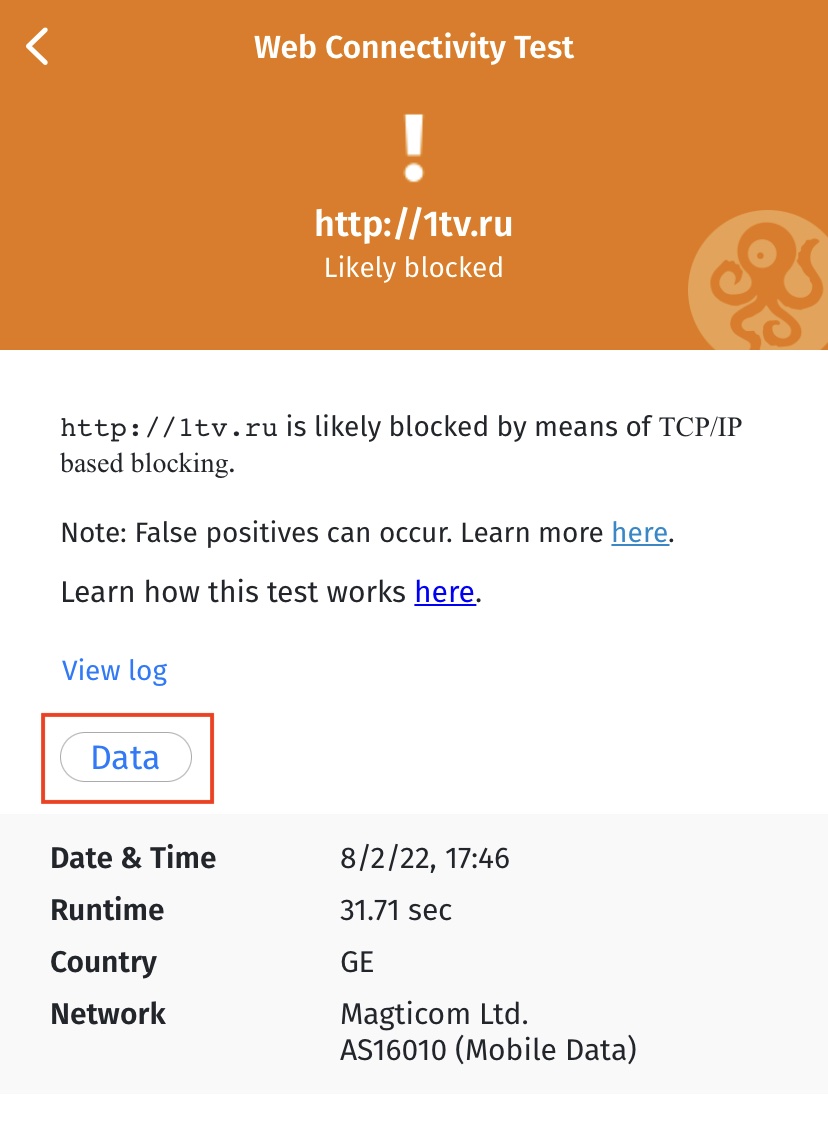 Web Connectivity Test
!
http://1tv.ru
Likely blocked
http://1tv.ru is likely blocked by means of TCP/IP
based blocking.
Note: False positives can occur. Learn more here.
Learn how this test works here.
View log
Data
Date & Time 8/2/22, 17:46
Runtime 31.71 sec
Country GE
Network Magticom Ltd.
AS16010 (Mobile Data)